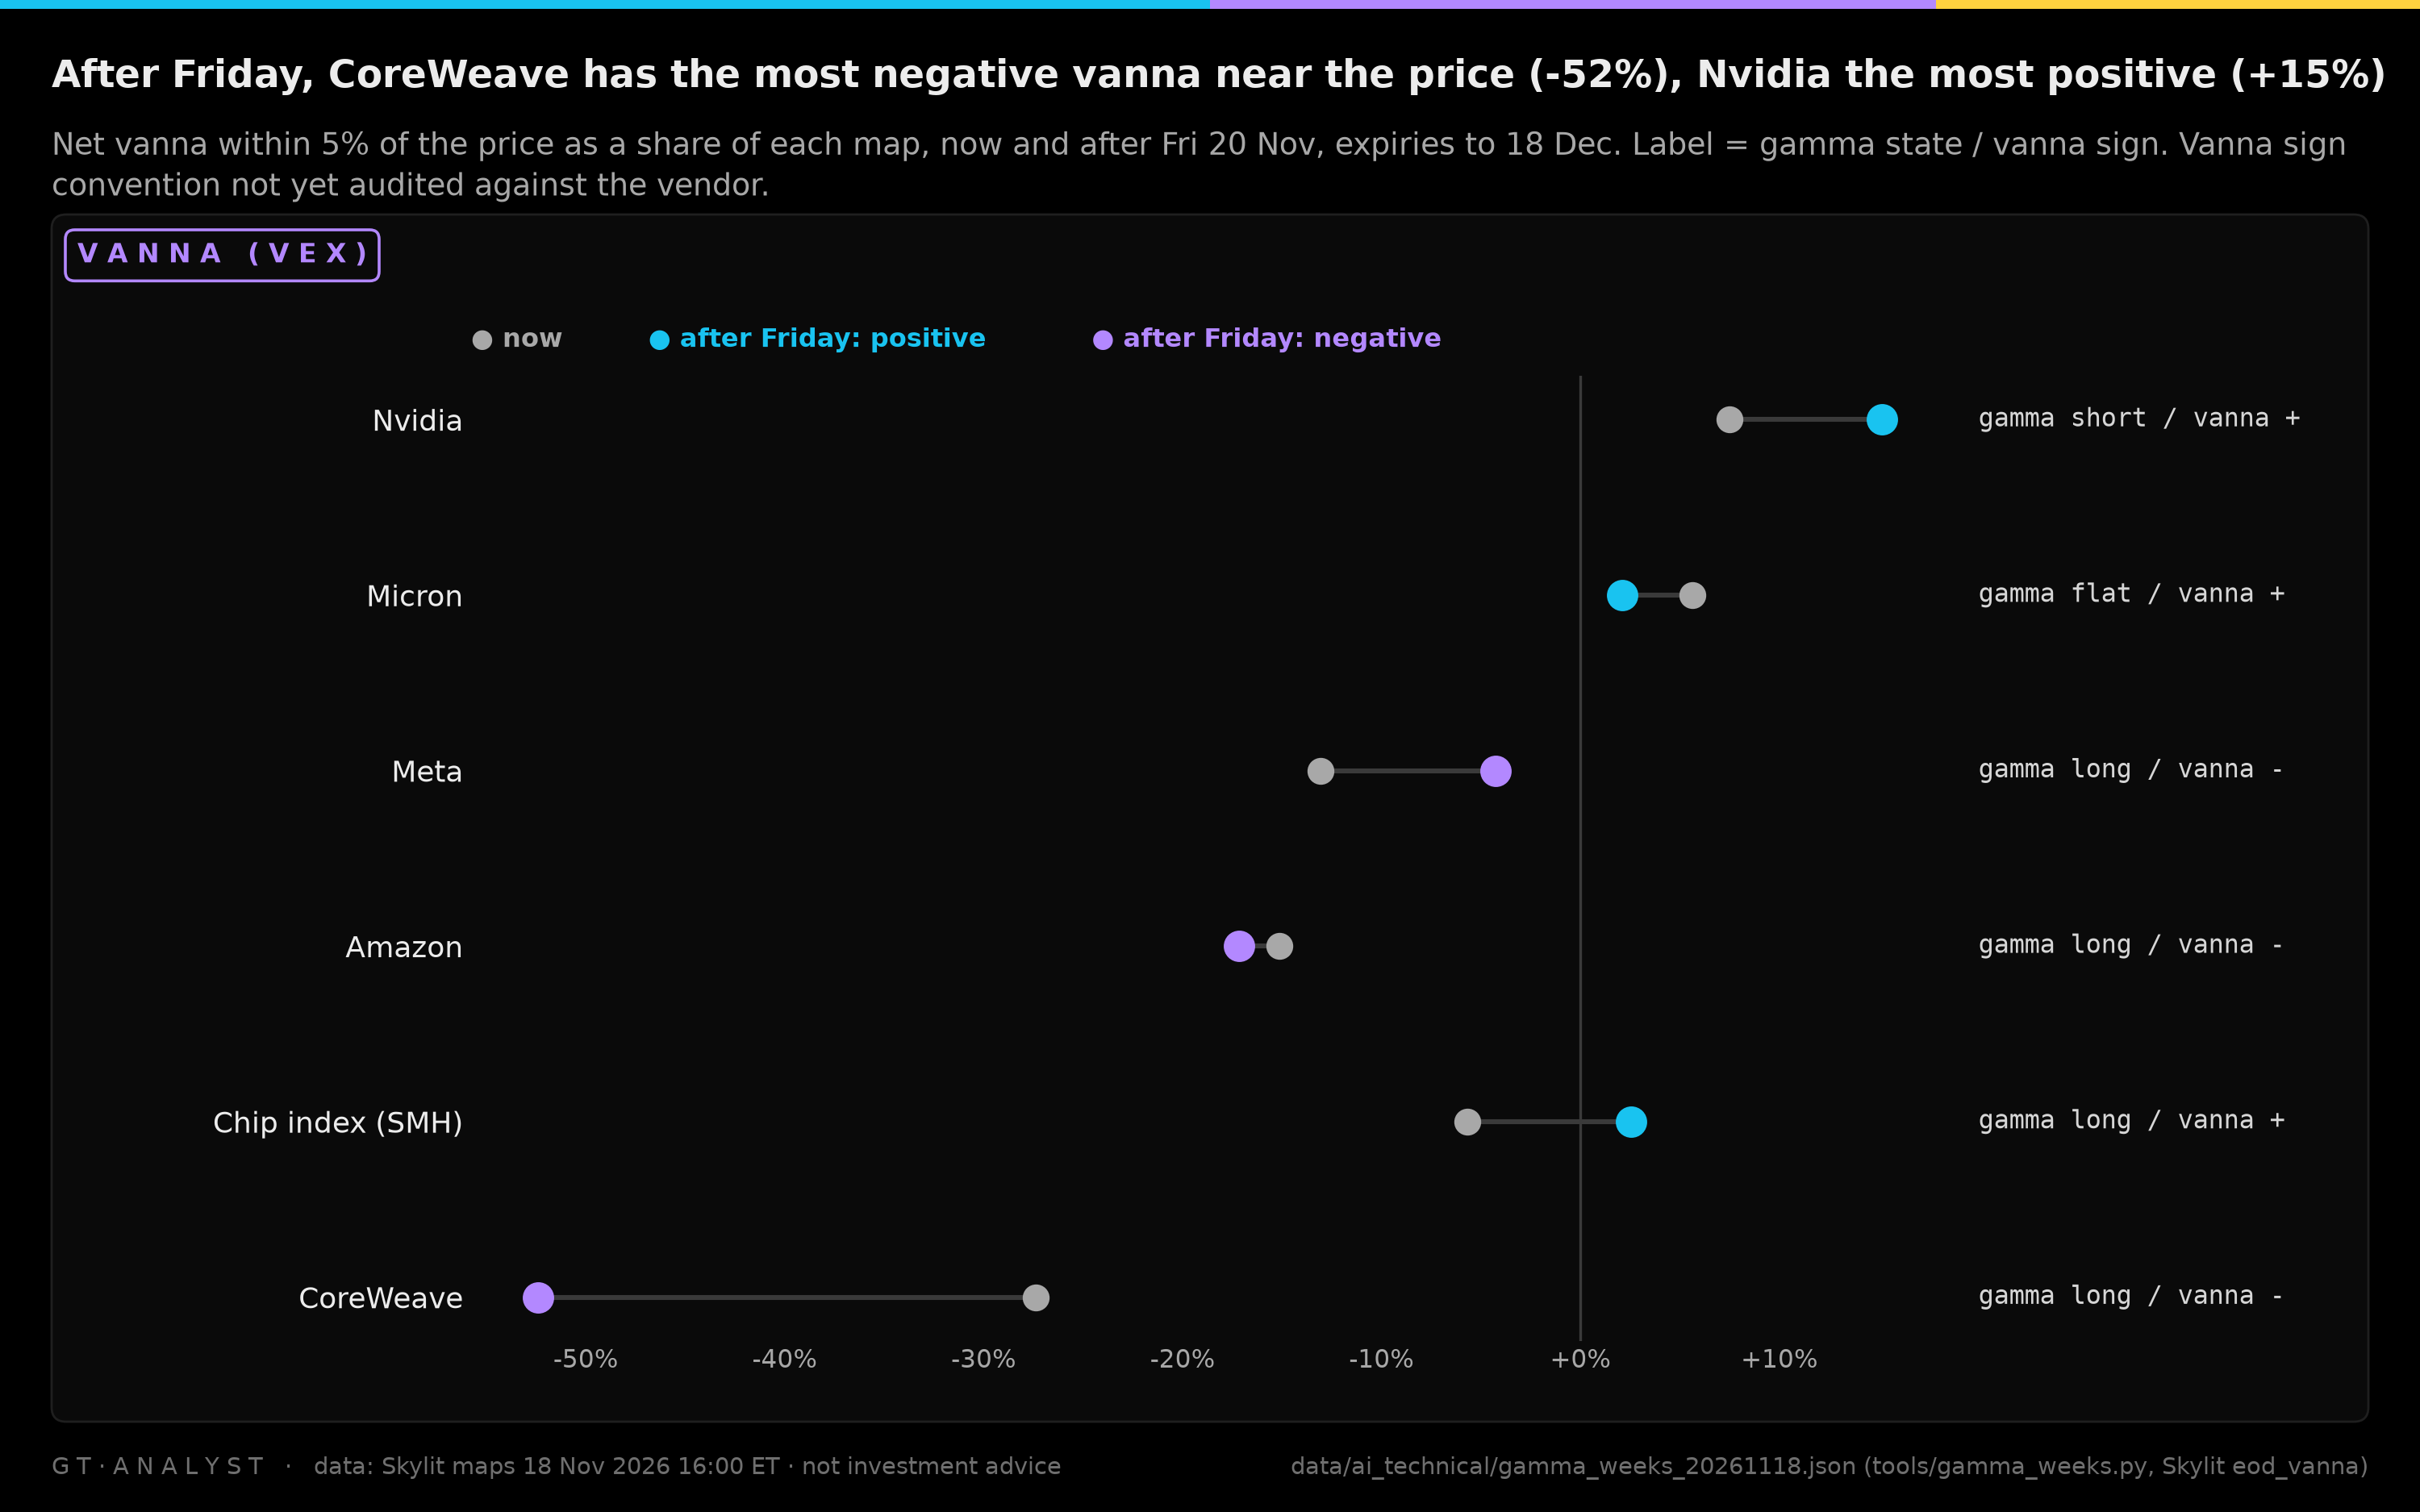 After Friday, CoreWeave has the most negative vanna near the price (-52%), Nvidia the most positive (+15%)
Net vanna within 5% of the price as a share of each map, now and after Fri 20 Nov, expiries to 18 Dec. Label = gamma state / vanna sign. Vanna sign
convention not yet audited against the vendor.
VANNA (VEX)
now
after Friday: positive
after Friday: negative
Nvidia
gamma short / vanna +
Micron
gamma flat / vanna +
Meta
gamma long / vanna -
Amazon
gamma long / vanna -
Chip index (SMH)
gamma long / vanna +
CoreWeave
gamma long / vanna -
-50%
-40%
-30%
-20%
-10%
+0%
+10%
GT·ANALYST · data: Skylit maps 18 Nov 2026 16:00 ET · not investment advice
data/ai_technical/gamma_weeks_20261118.json (tools/gamma_weeks.py, Skylit eod_vanna)